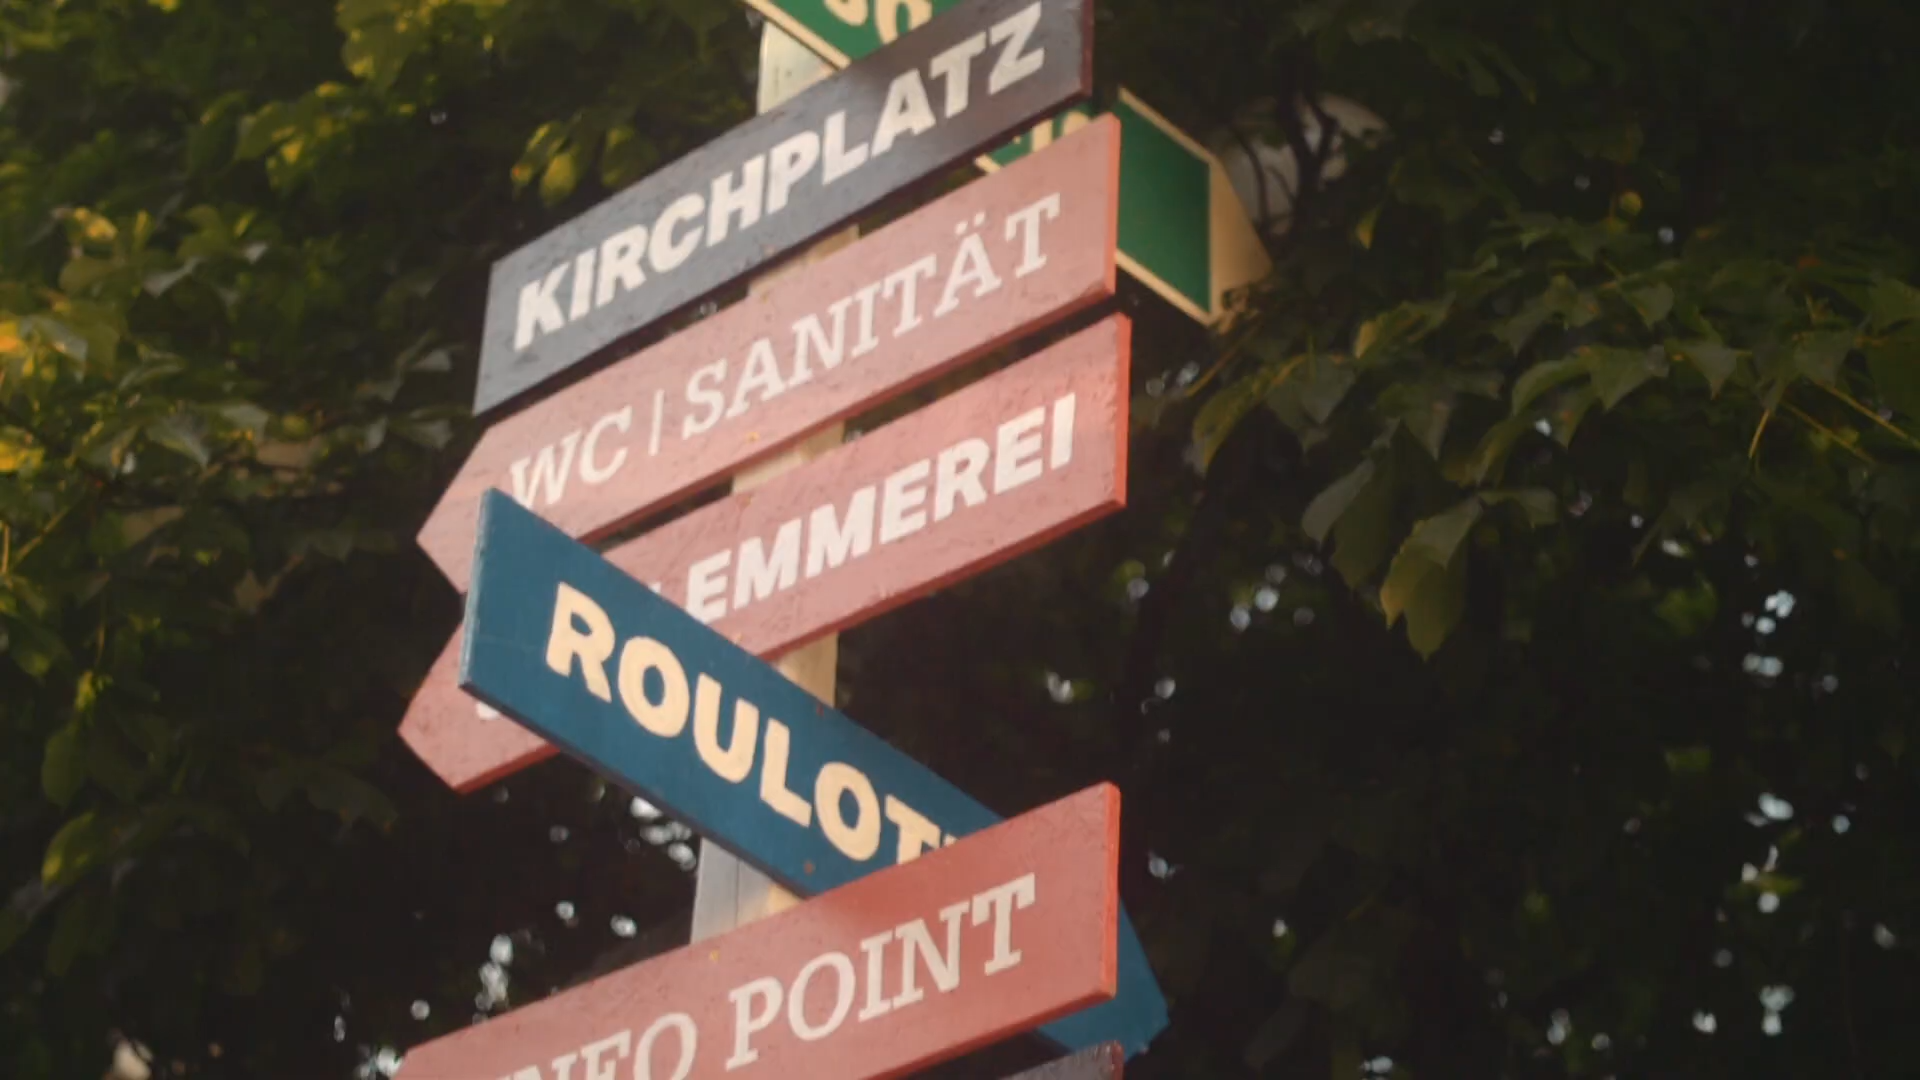 KIRCHPLATZ
WC | SANITÄT
EMMEREI
ROULOT
INFO POINT